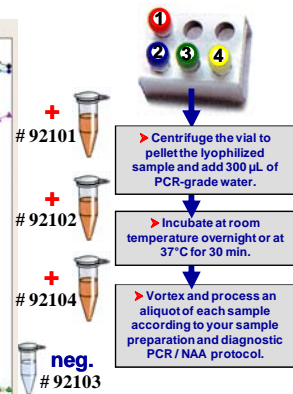 1
2
3
4
+
# 92101
➤ Centrifuge the vial to
pellet the lyophilized
sample and add 300 µL of
PCR-grade water.
+
# 92102
➤ Incubate at room
temperature overnight or at
37°C for 30 min.
+
# 92104
➤ Vortex and process an
aliquot of each sample
according to your sample
preparation and diagnostic
PCR / NAA protocol.
neg.
# 92103